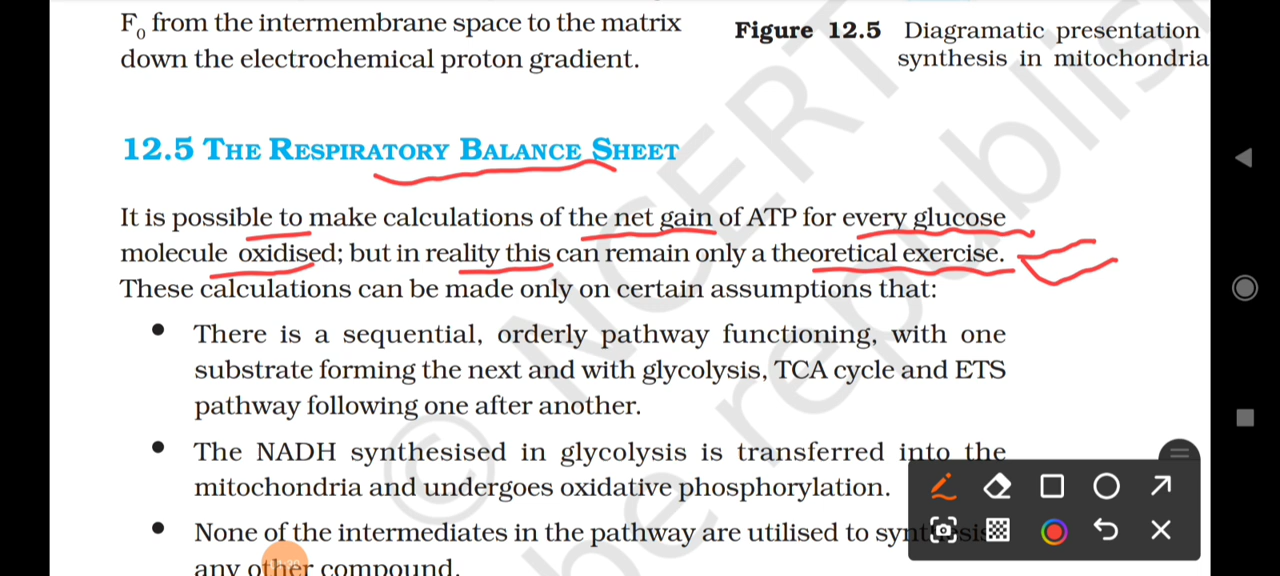 F₀ from the intermembrane space to the matrix
down the electrochemical proton gradient.
Figure 12.5 Diagramatic presentation
synthesis in mitochondria
12.5 THE RESPIRATORY BALANCE SHEET
It is possible to make calculations of the net gain of ATP for every glucose
molecule oxidised; but in reality this can remain only a theoretical exercise.
These calculations can be made only on certain assumptions that:
• There is a sequential, orderly pathway functioning, with one
substrate forming the next and with glycolysis, TCA cycle and ETS
pathway following one after another.
• The NADH synthesised in glycolysis is transferred into the
mitochondria and undergoes oxidative phosphorylation.
• None of the intermediates in the pathway are utilised to
any other compound.
© NCERT
be republis